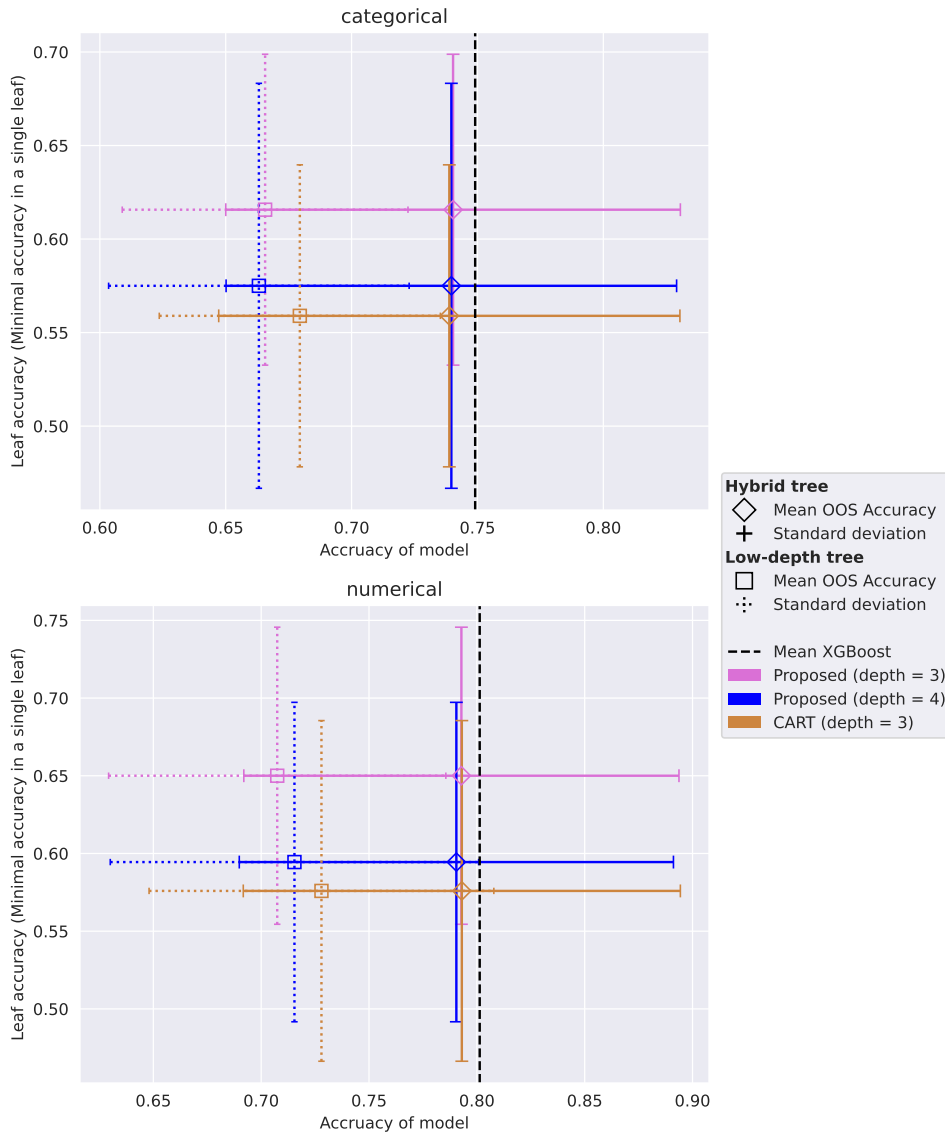 categorical
Leaf accuracy (Minimal accuracy in a single leaf)
0.70
0.65
0.60
0.55
0.50
0.60 0.65 0.70 0.75 0.80
Accruacy of model
Hybrid tree
Mean OOS Accuracy
Standard deviation
Low-depth tree
Mean OOS Accuracy
Standard deviation
Mean XGBoost
Proposed (depth = 3)
Proposed (depth = 4)
CART (depth = 3)
numerical
Leaf accuracy (Minimal accuracy in a single leaf)
0.75
0.70
0.65
0.60
0.55
0.50
0.65 0.70 0.75 0.80 0.85 0.90
Accruacy of model